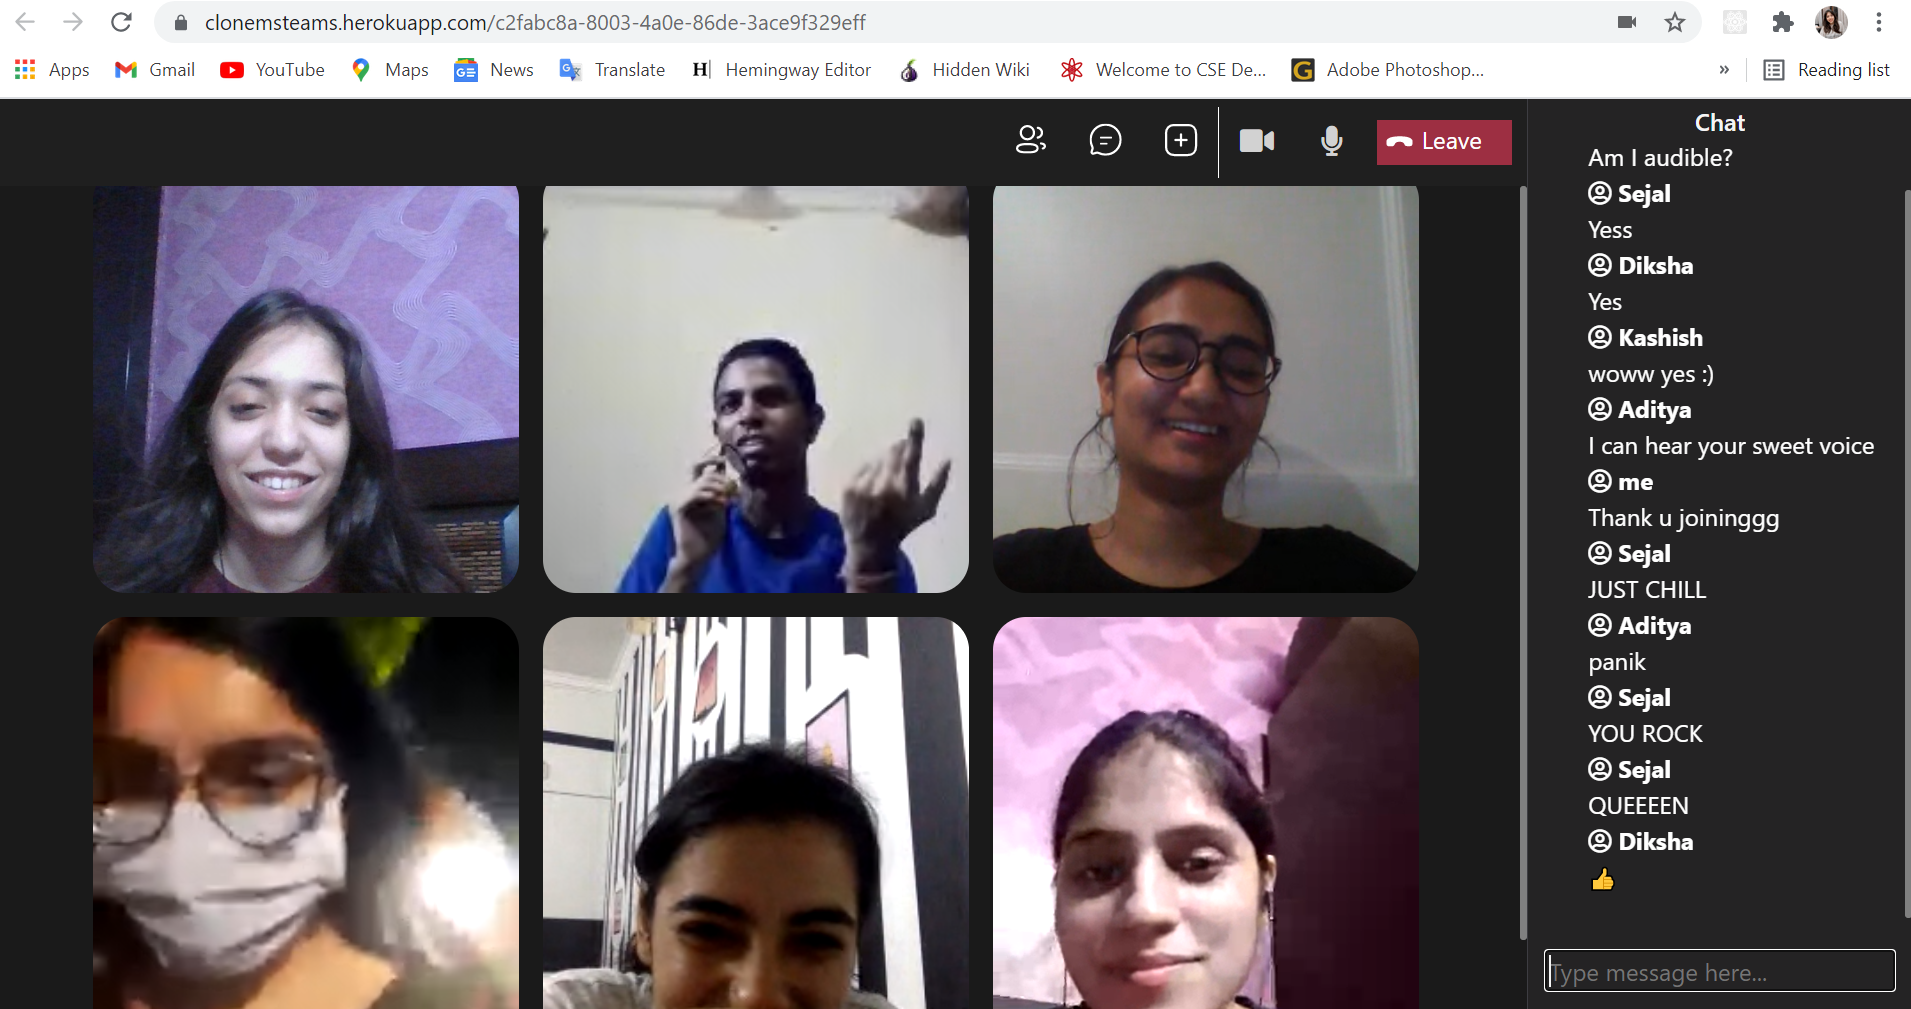 clonemsteams.herokuapp.com/c2fabc8a-8003-4a0e-86de-3ace9f329eff
Apps
Gmail
YouTube
Maps
News
Translate
H
Hemingway Editor
Hidden Wiki
Welcome to CSE De...
G
Adobe Photoshop...
»
Reading list
Leave
Chat
Am I audible?
Sejal
Yess
Diksha
Yes
Kashish
woww yes :)
Aditya
I can hear your sweet voice
me
Thank u joininggg
Sejal
JUST CHILL
Aditya
panik
Sejal
YOU ROCK
Sejal
QUEEEEN
Diksha
👍
Type message here...